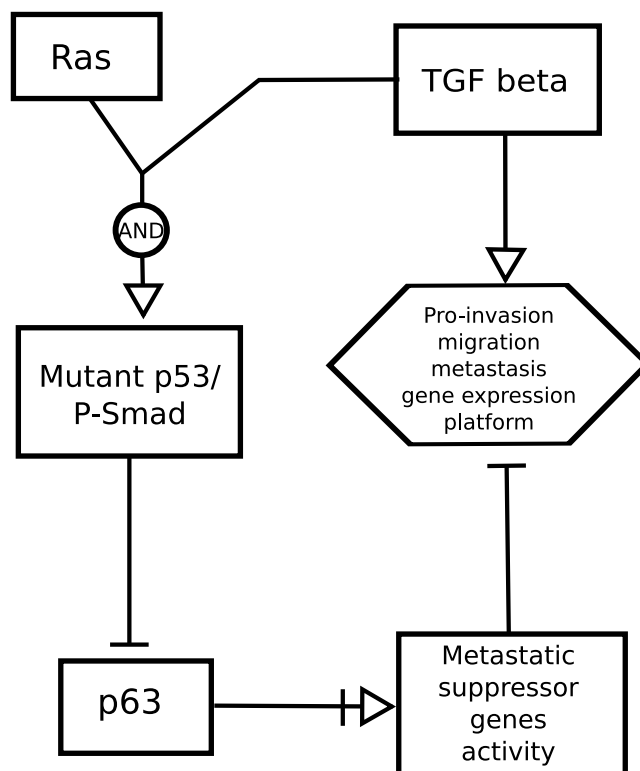 Ras
TGF beta
AND
Pro-invasion
migration
metastasis
gene expression
platform
Mutant p53/
P-Smad
p63
Metastatic
suppressor
genes
activity